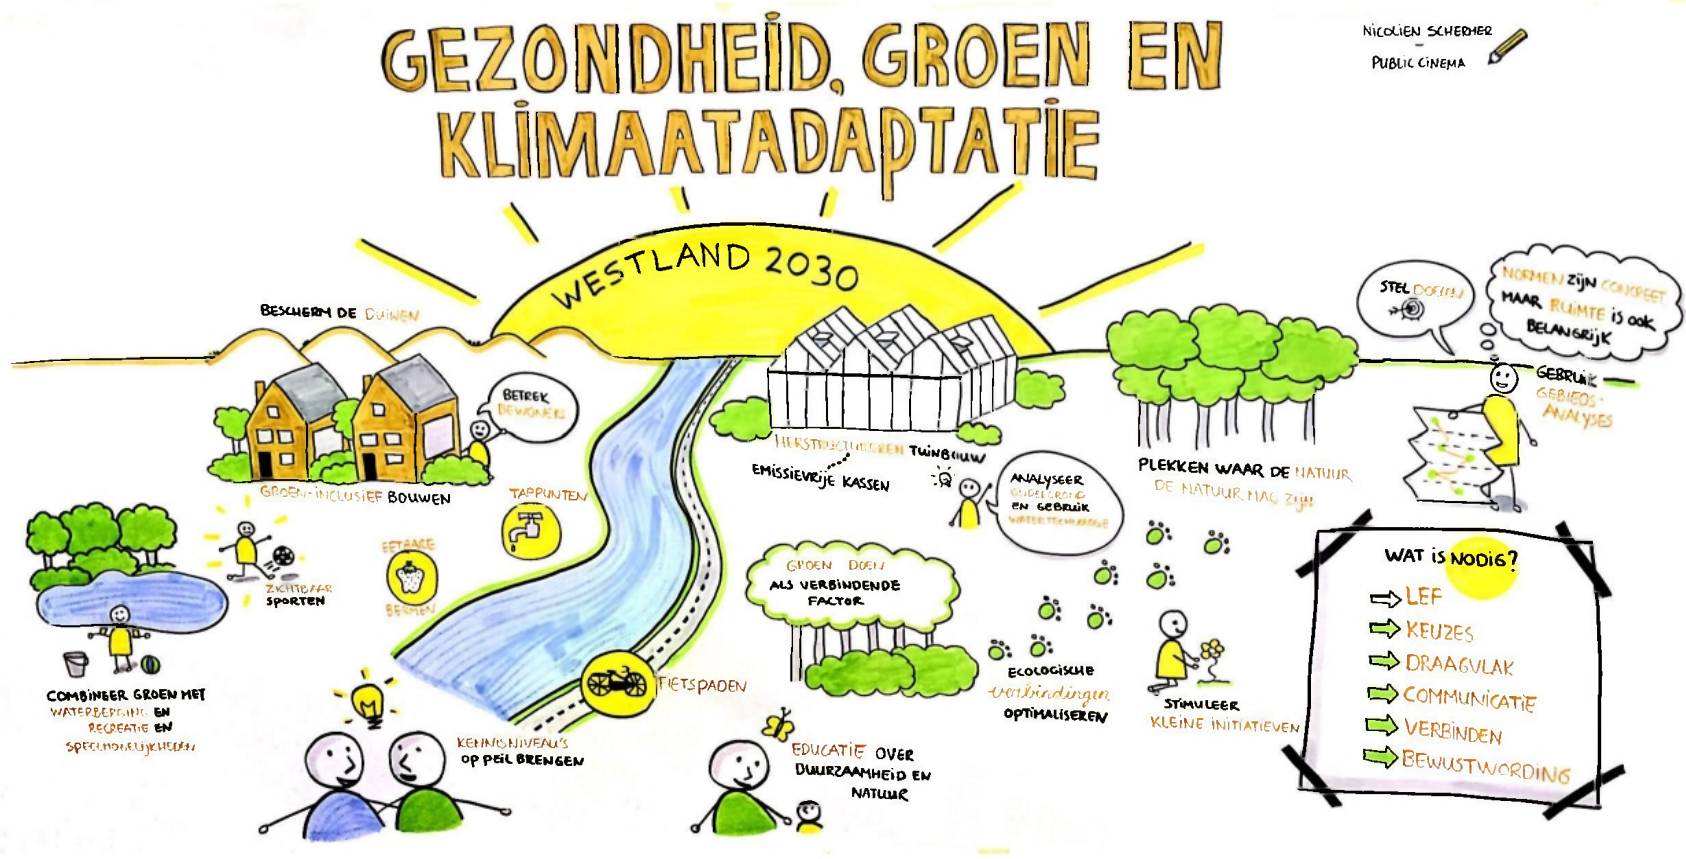 GEZONDHEID, GROEN EN
KLIMAATADAPTATIE
NICOLIEN SCHERMER
-
PUBLIC CINEMA
WESTLAND 2030
BESCHERM DE DUINEN
BETREK
BEWONERS
GROEN-INCLUSIEF BOUWEN
HERSTRUCTUREREN TUINBOUW
EMISSIEVRIJE KASSEN
ANALYSEER
ONDERGROND
EN GEBRUIK
WATERTECHNOLOGIE
PLEKKEN WAAR DE NATUUR
DE NATUUR MAG ZIJN
STEL DOELEN
NORMEN ZIJN CONCREET
MAAR RUIMTE IS OOK
BELANGRIJK
GEBRUIK
GEBIEDS-
ANALYSES
TAPPUNTEN
EETBARE
BERMEN
ZICHTBAAR
SPORTEN
COMBINEER GROEN MET
WATERBERGING EN
RECREATIE EN
SPEELMOGELIJKHEDEN
GROEN DOEN
ALS VERBINDENDE
FACTOR
FIETSPADEN
ECOLOGISCHE
verbindingen
OPTIMALISEREN
STIMULEER
KLEINE INITIATIEVEN
KENNISNIVEAU'S
OP PEIL BRENGEN
EDUCATIE OVER
DUURZAAMHEID EN
NATUUR
WAT IS NODIG?
LEF
KEUZES
DRAAGVLAK
COMMUNICATIE
VERBINDEN
BEWUSTWORDING